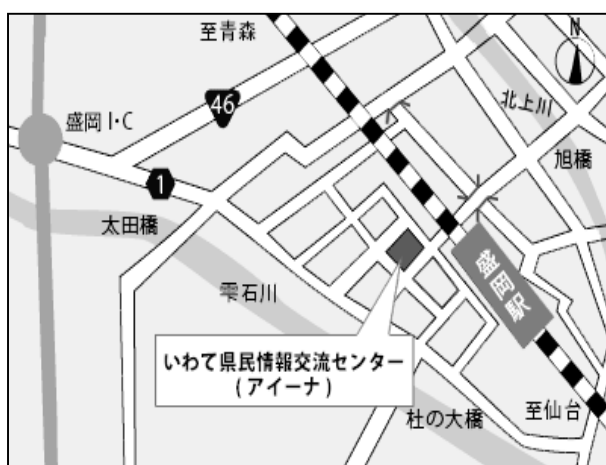 至青森
N
46
北上川
盛岡I・C
旭橋
1
太田橋
盛岡駅
雫石川
いわて県民情報交流センター
(アイーナ)
至仙台
杜の大橋